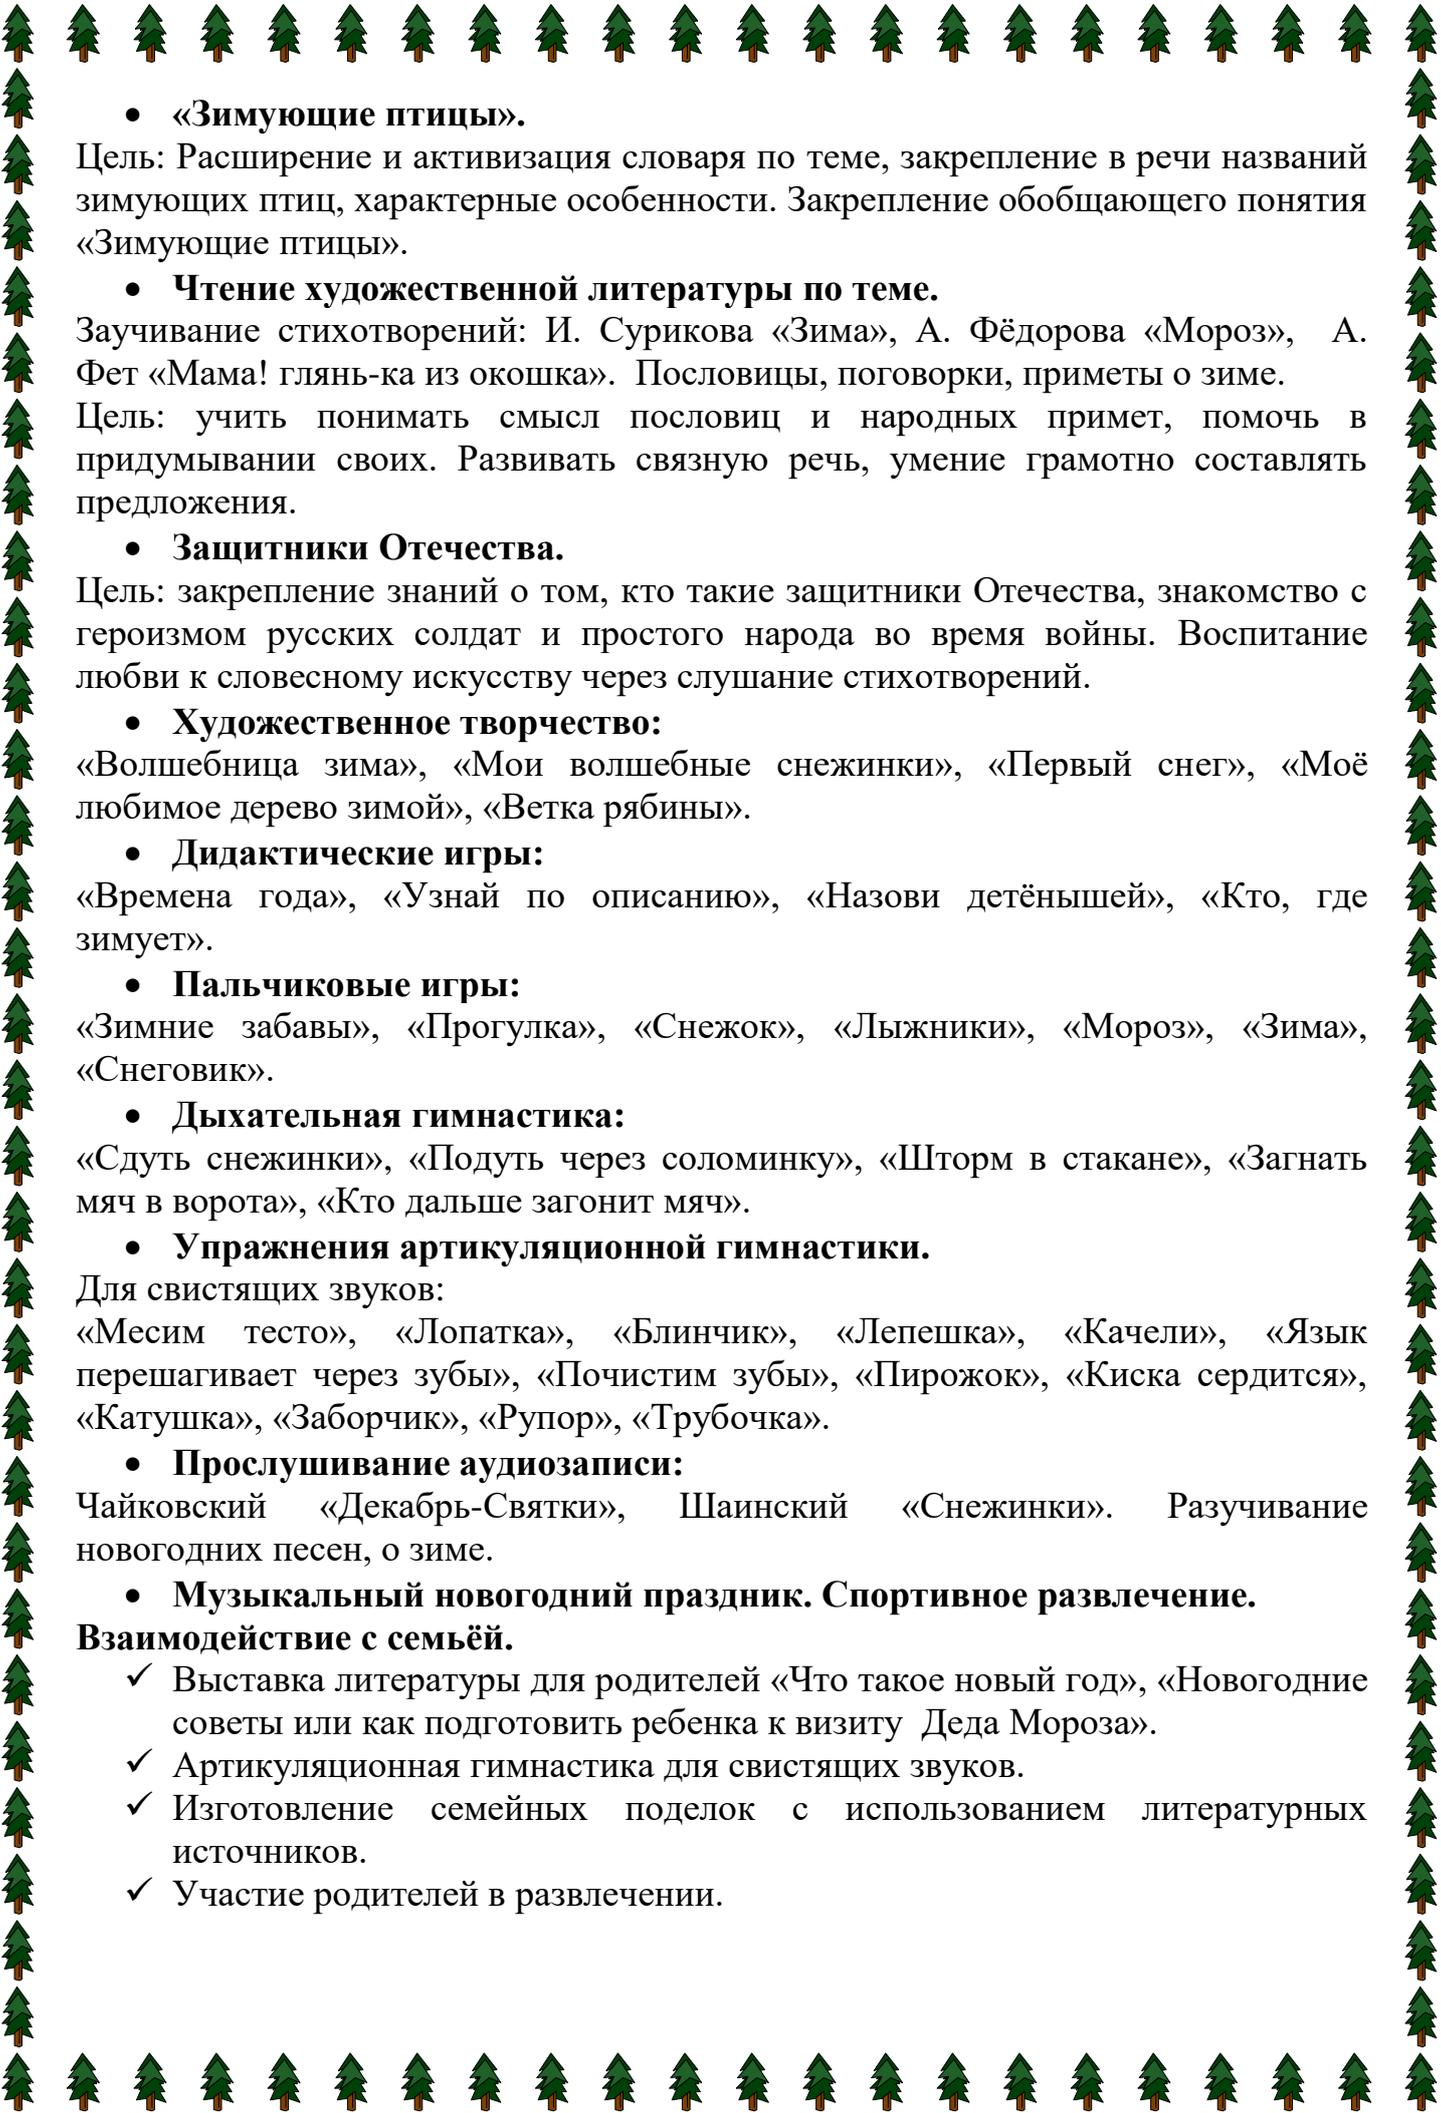 • «Зимующие птицы».
Цель: Расширение и активизация словаря по теме, закрепление в речи названий
зимующих птиц, характерные особенности. Закрепление обобщающего понятия
«Зимующие птицы».
• Чтение художественной литературы по теме.
Заучивание стихотворений: И. Сурикова «Зима», А. Фёдорова «Мороз», А.
Фет «Мама! глянь-ка из окошка». Пословицы, поговорки, приметы о зиме.
Цель: учить понимать смысл пословиц и народных примет, помочь в
придумывании своих. Развивать связную речь, умение грамотно составлять
предложения.
• Защитники Отечества.
Цель: закрепление знаний о том, кто такие защитники Отечества, знакомство с
героизмом русских солдат и простого народа во время войны. Воспитание
любви к словесному искусству через слушание стихотворений.
• Художественное творчество:
«Волшебница зима», «Мои волшебные снежинки», «Первый снег», «Моё
любимое дерево зимой», «Ветка рябины».
• Дидактические игры:
«Времена года», «Узнай по описанию», «Назови детёнышей», «Кто, где
зимует».
• Пальчиковые игры:
«Зимние забавы», «Прогулка», «Снежок», «Лыжники», «Мороз», «Зима»,
«Снеговик».
• Дыхательная гимнастика:
«Сдуть снежинки», «Подуть через соломинку», «Шторм в стакане», «Загнать
мяч в ворота», «Кто дальше загонит мяч».
• Упражнения артикуляционной гимнастики.
Для свистящих звуков:
«Месим тесто», «Лопатка», «Блинчик», «Лепешка», «Качели», «Язык
перешагивает через зубы», «Почистим зубы», «Пирожок», «Киска сердится»,
«Катушка», «Заборчик», «Рупор», «Трубочка».
• Прослушивание аудиозаписи:
Чайковский «Декабрь-Святки», Шаинский «Снежинки». Разучивание
новогодних песен, о зиме.
• Музыкальный новогодний праздник. Спортивное развлечение.
Взаимодействие с семьёй.
✓ Выставка литературы для родителей «Что такое новый год», «Новогодние
советы или как подготовить ребенка к визиту Деда Мороза».
✓ Артикуляционная гимнастика для свистящих звуков.
✓ Изготовление семейных поделок с использованием литературных
источников.
✓ Участие родителей в развлечении.